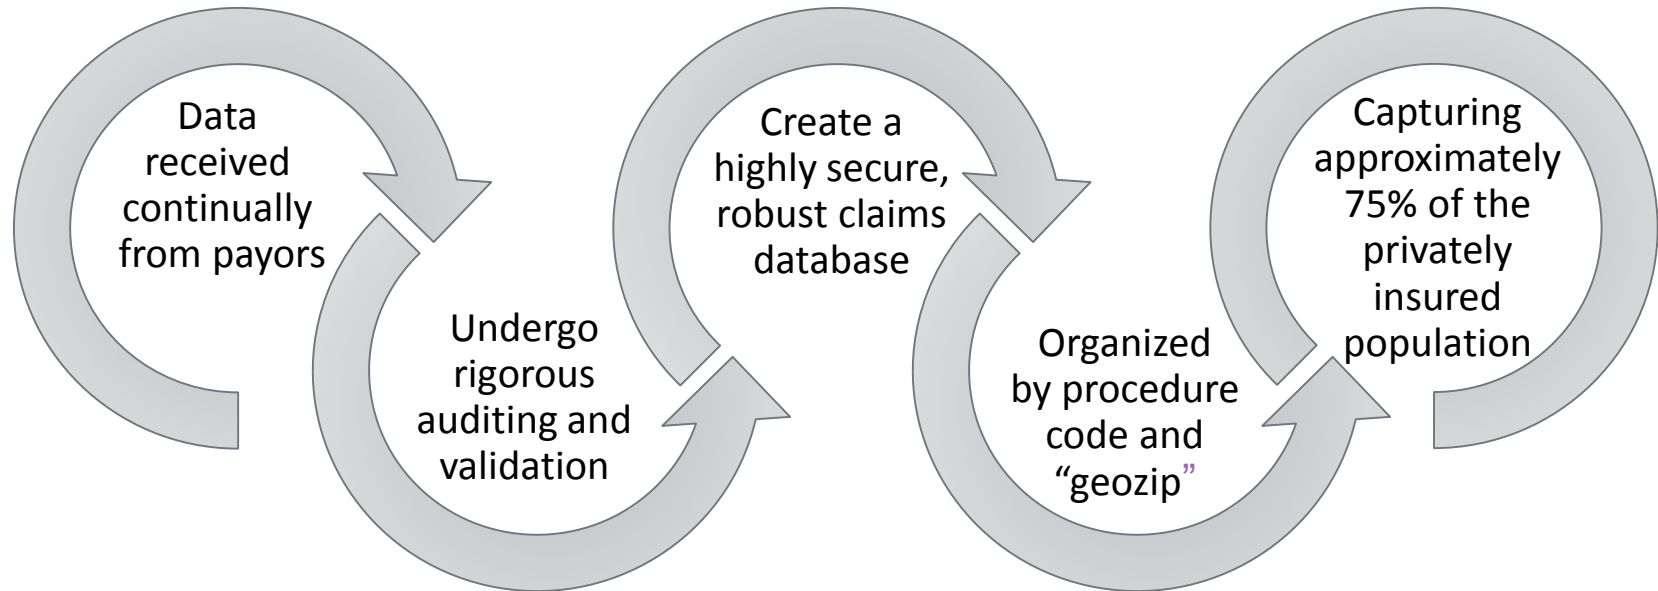 Data
received
continually
from payors
Undergo
rigorous
auditing and
validation
Create a
highly secure,
robust claims
database
Organized
by procedure
code and
“geozip”
Capturing
approximately
75% of the
privately
insured
population